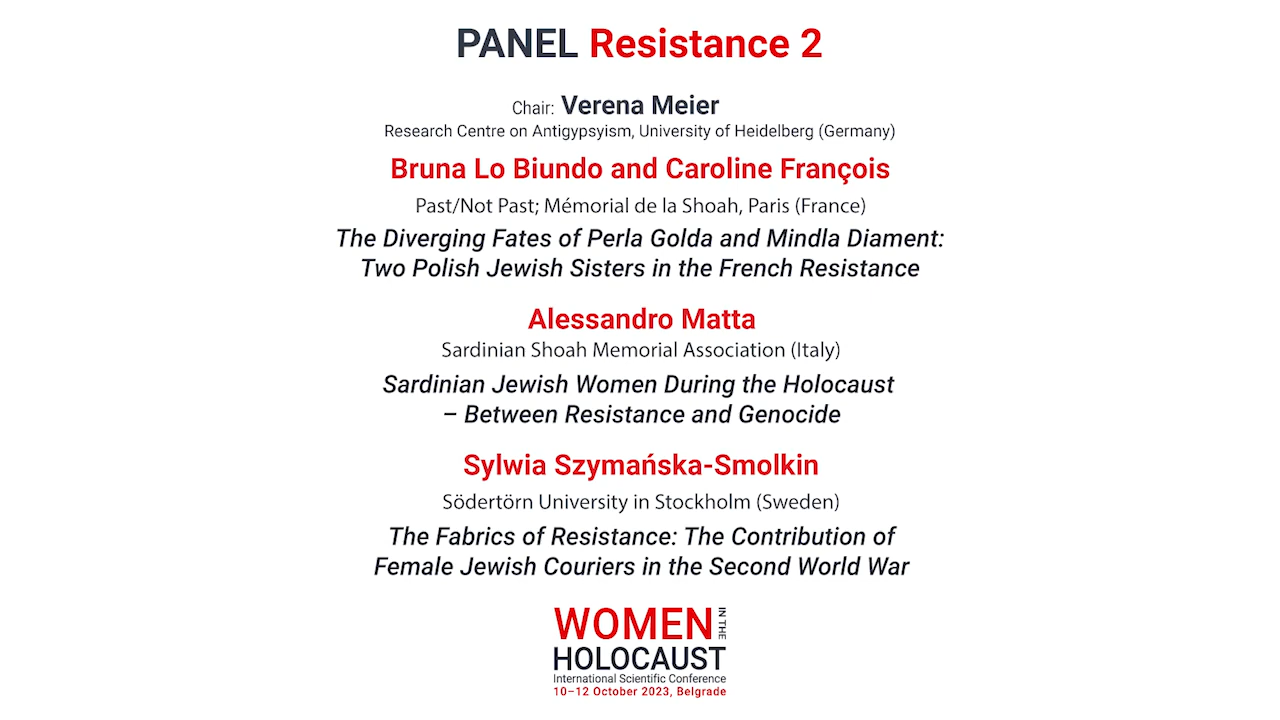 PANEL Resistance 2
Chair: Verena Meier
Research Centre on Antigypsyism, University of Heidelberg (Germany)
Bruna Lo Biundo and Caroline François
Past/Not Past; Mémorial de la Shoah, Paris (France)
The Diverging Fates of Perla Golda and Mindla Diament:
Two Polish Jewish Sisters in the French Resistance
Alessandro Matta
Sardinian Shoah Memorial Association (Italy)
Sardinian Jewish Women During the Holocaust
– Between Resistance and Genocide
Sylwia Szymańska-Smolkin
Södertörn University in Stockholm (Sweden)
The Fabrics of Resistance: The Contribution of
Female Jewish Couriers in the Second World War
WOMEN IN THE
HOLOCAUST
International Scientific Conference
10–12 October 2023, Belgrade